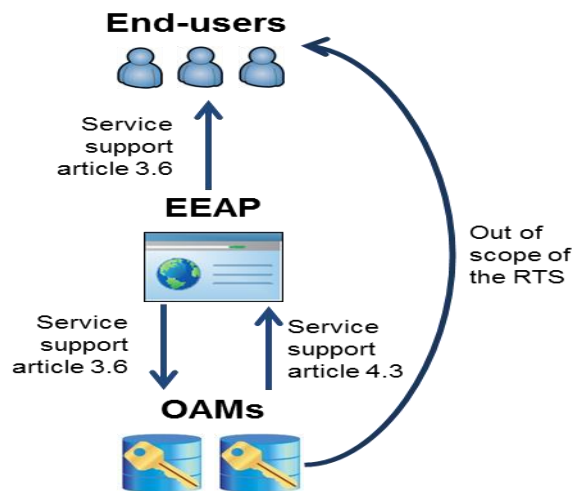 End-users
Service
support
article 3.6
EEAP
Out of
scope of
the RTS
Service
support
article 3.6
Service
support
article 4.3
OAMs